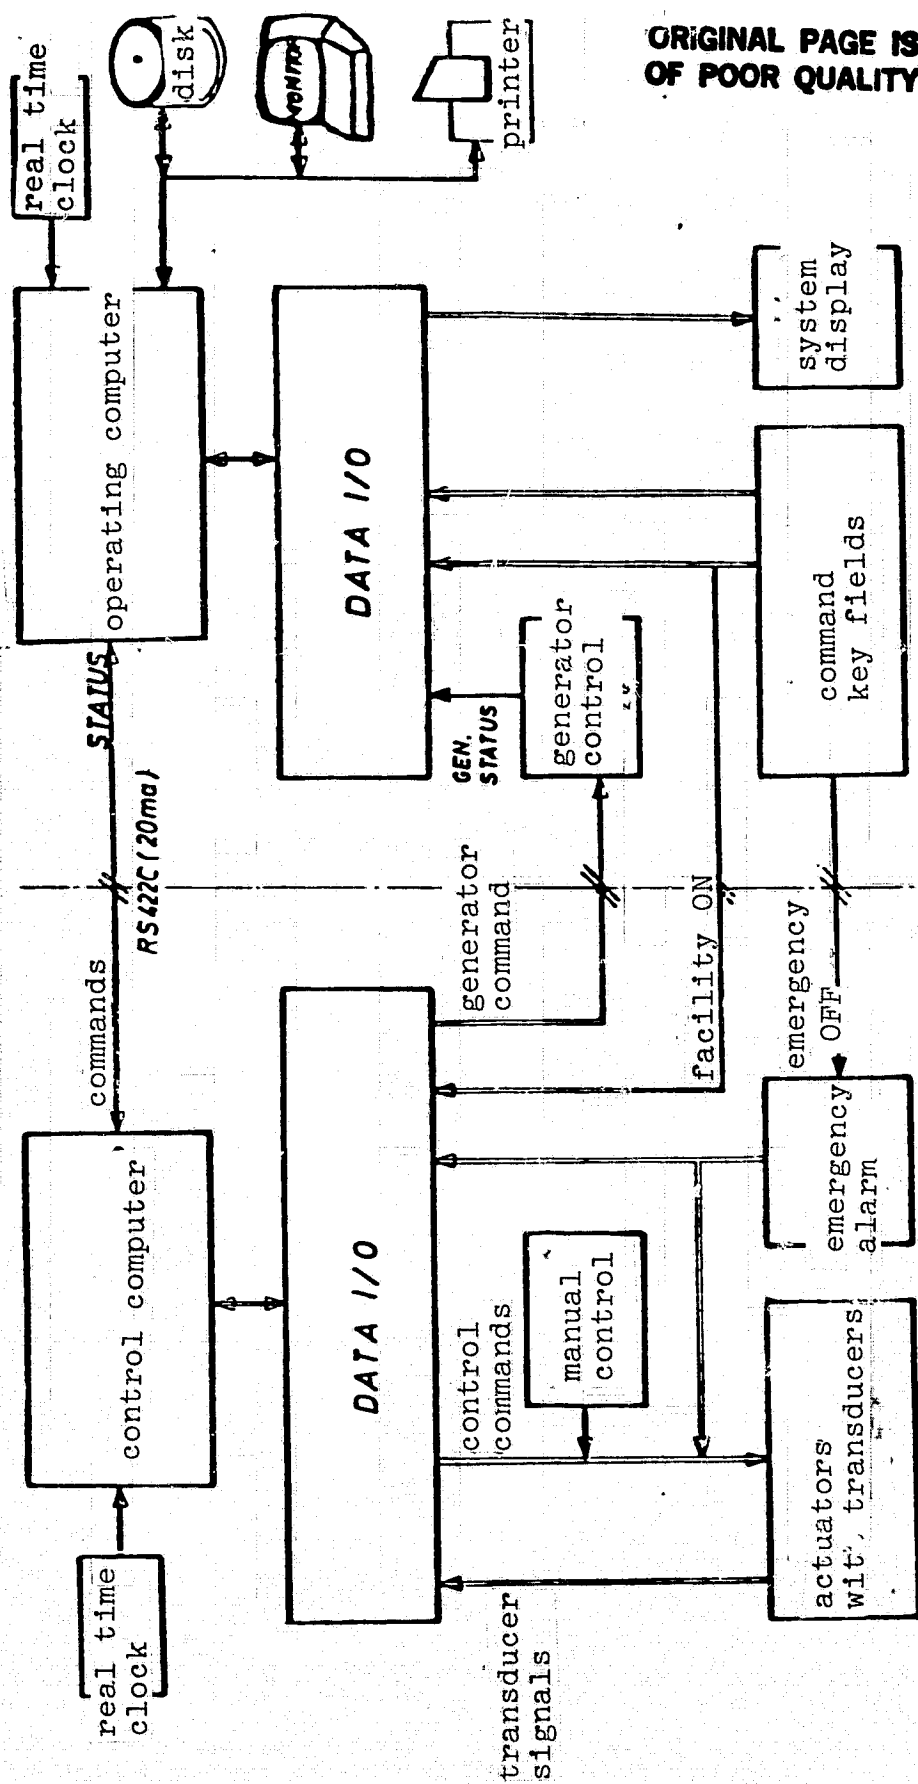 ORIGINAL PAGE IS
OF POOR QUALITY
real time
clock
disk
MONITOR
printer
operating computer
STATUS
RS422C (20ma)
commands
control computer
real time
clock
DATA I/O
GEN.
STATUS
generator
control
system
display
command
key fields
generator
command
facility ON
emergency
OFF
emergency
alarm
DATA I/O
control
commands
manual
control
actuators
wit transducers
transducer
signals